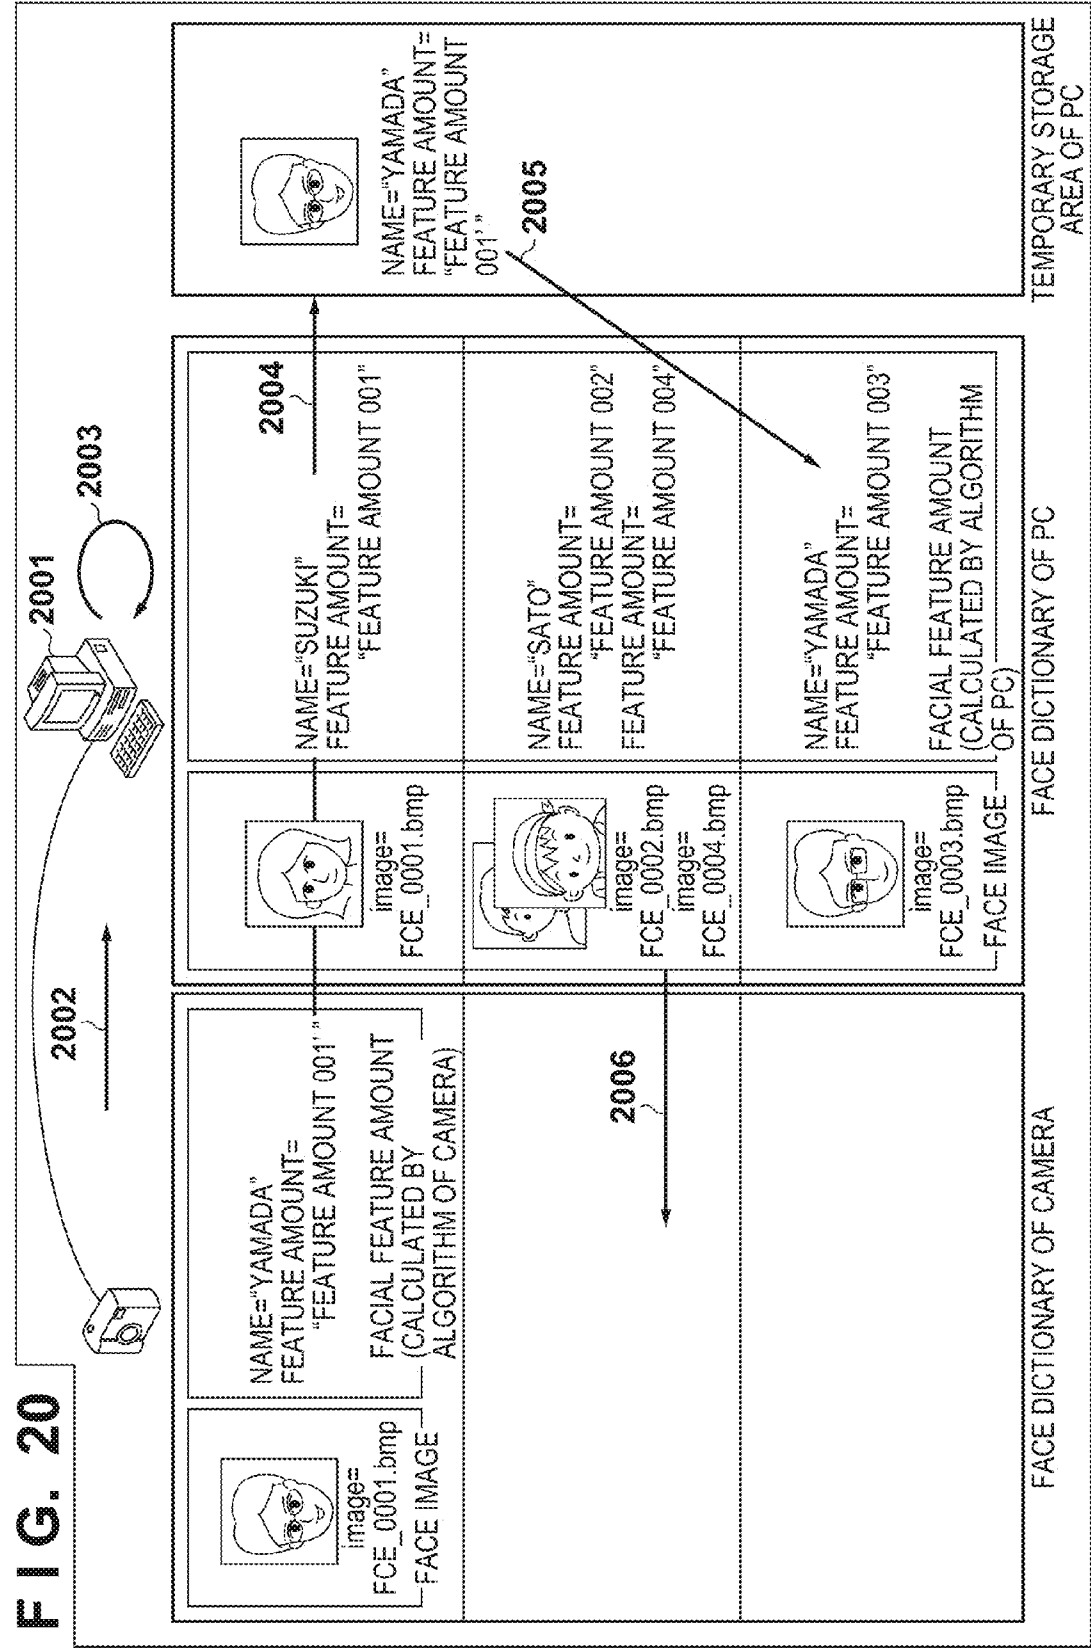 FIG. 20
2001
2002
2003
image=
FCE_0001.bmp
FACE IMAGE
NAME="YAMADA"
FEATURE AMOUNT=
"FEATURE AMOUNT 001' "
FACIAL FEATURE AMOUNT
(CALCULATED BY
ALGORITHM OF CAMERA)
FACE DICTIONARY OF CAMERA
2006
image=
FCE_0001.bmp
NAME="SUZUKI"
FEATURE AMOUNT=
"FEATURE AMOUNT 001"
2004
image=
FCE_0002.bmp
image=
FCE_0004.bmp
NAME="SATO"
FEATURE AMOUNT=
"FEATURE AMOUNT 002"
FEATURE AMOUNT=
"FEATURE AMOUNT 004"
image=
FCE_0003.bmp
FACE IMAGE
NAME="YAMADA"
FEATURE AMOUNT=
"FEATURE AMOUNT 003"
FACIAL FEATURE AMOUNT
(CALCULATED BY ALGORITHM
OF PC)
FACE DICTIONARY OF PC
NAME="YAMADA"
FEATURE AMOUNT=
"FEATURE AMOUNT
001' "
2005
TEMPORARY STORAGE
AREA OF PC